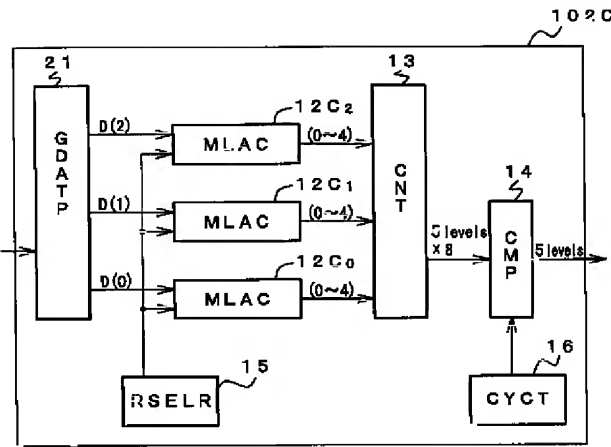 102C
21
GDATP
D(2)
D(1)
D(0)
12C2
MLAC
(0~4)
12C1
MLAC
(0~4)
12C0
MLAC
(0~4)
13
CNT
5 levels
×8
14
CMP
5 levels
RSELR
15
CYCT
16